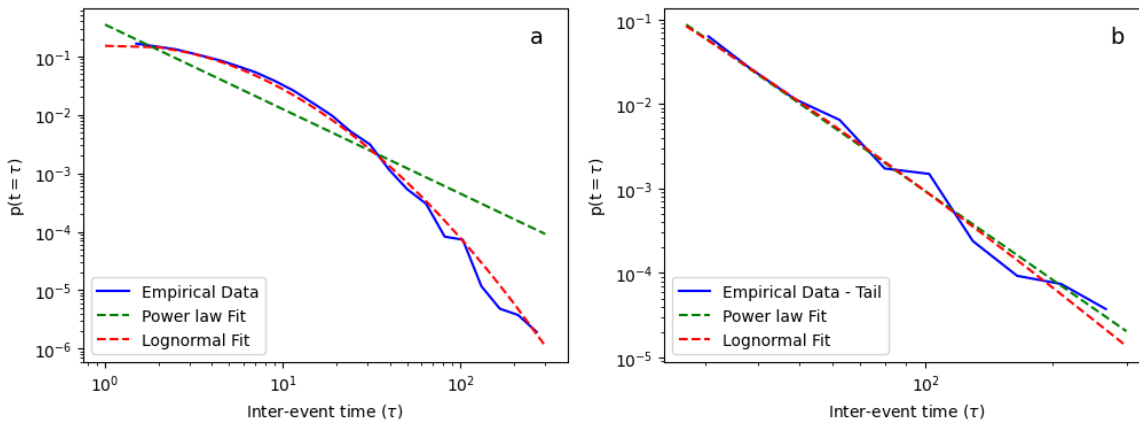 a
p(t = τ)
10⁻¹
10⁻²
10⁻³
10⁻⁴
10⁻⁵
10⁻⁶
Empirical Data
Power law Fit
Lognormal Fit
10⁰
10¹
10²
Inter-event time (τ)
b
p(t = τ)
10⁻¹
10⁻²
10⁻³
10⁻⁴
10⁻⁵
Empirical Data - Tail
Power law Fit
Lognormal Fit
10²
Inter-event time (τ)